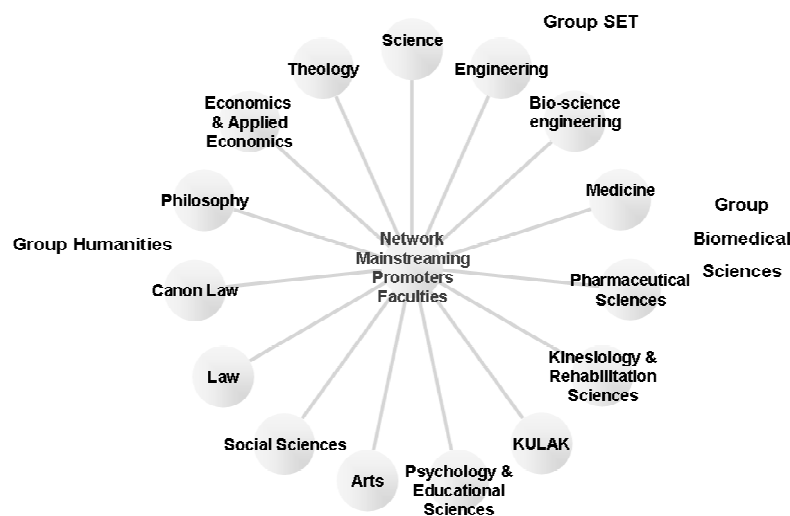 Group SET
Science
Theology
Engineering
Economics
& Applied
Economics
Bio-science
engineering
Philosophy
Medicine
Group
Biomedical
Sciences
Group Humanities
Network
Mainstreaming
Promoters
Faculties
Canon Law
Pharmaceutical
Sciences
Law
Kinesiology &
Rehabilitation
Sciences
Social Sciences
KULAK
Arts
Psychology &
Educational
Sciences